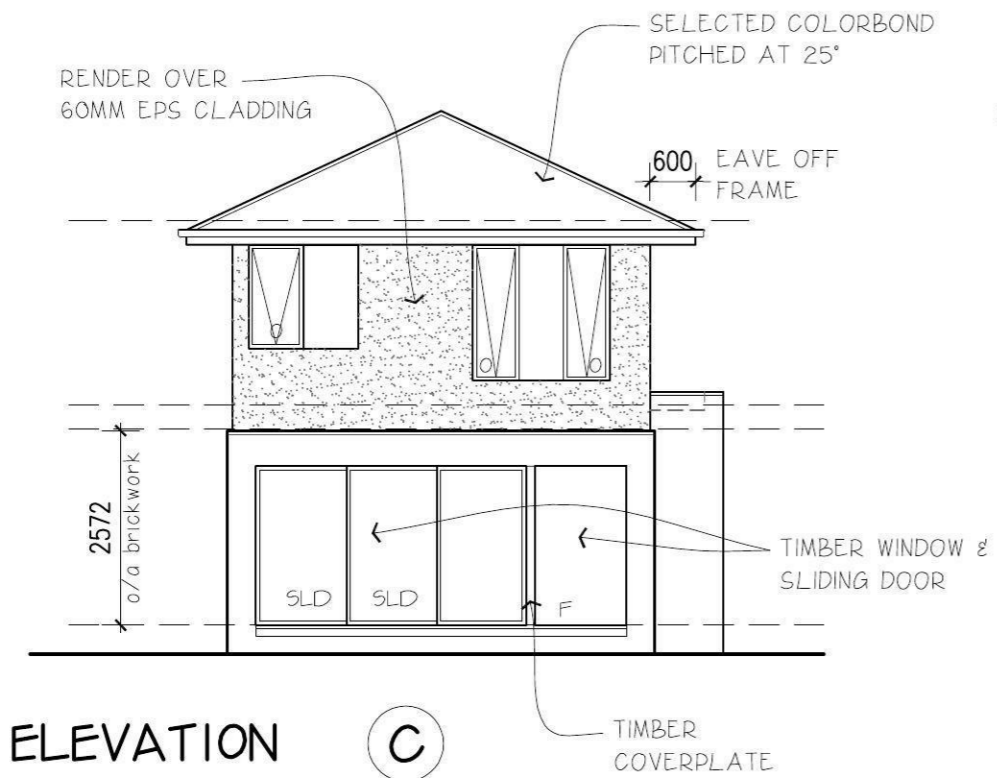 SELECTED COLORBOND
PITCHED AT 25°
RENDER OVER
60MM EPS CLADDING
600 EAVE OFF
FRAME
2572
o/a brickwork
TIMBER WINDOW &
SLIDING DOOR
SLD SLD F
ELEVATION C
TIMBER
COVERPLATE